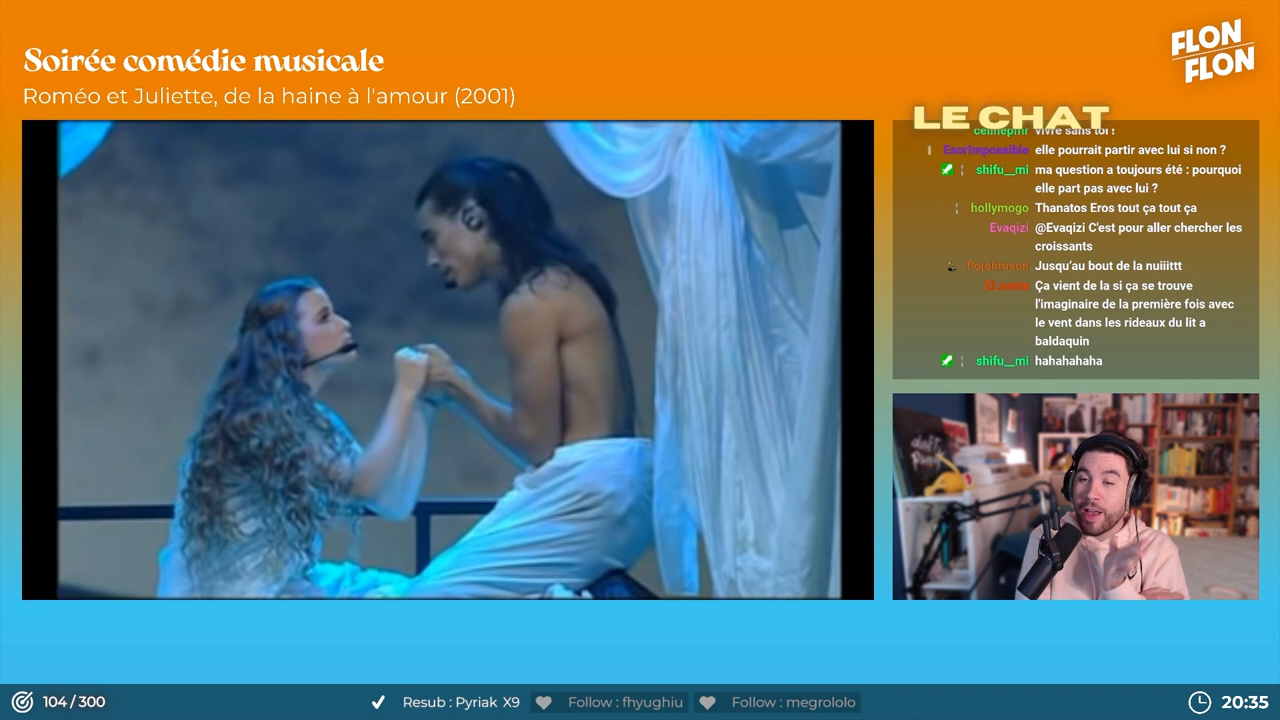 Soirée comédie musicale
Roméo et Juliette, de la haine à l'amour (2001)
FLON
FLON
LE CHAT
celinepmr vivre sans toi !
EsorImpossible elle pourrait partir avec lui si non ?
shifu__mi ma question a toujours été : pourquoi
elle part pas avec lui ?
hollymogo Thanatos Eros tout ça tout ça
Evaqizi @Evaqizi C'est pour aller chercher les
croissants
flojohnson Jusqu'au bout de la nuiiittt
Ça vient de la si ça se trouve
l'imaginaire de la première fois avec
le vent dans les rideaux du lit a
baldaquin
shifu__mi hahahahaha
daft
Punk
104 / 300
Resub : Pyriak X9
Follow : fhyughiu
Follow : megrololo
20:35